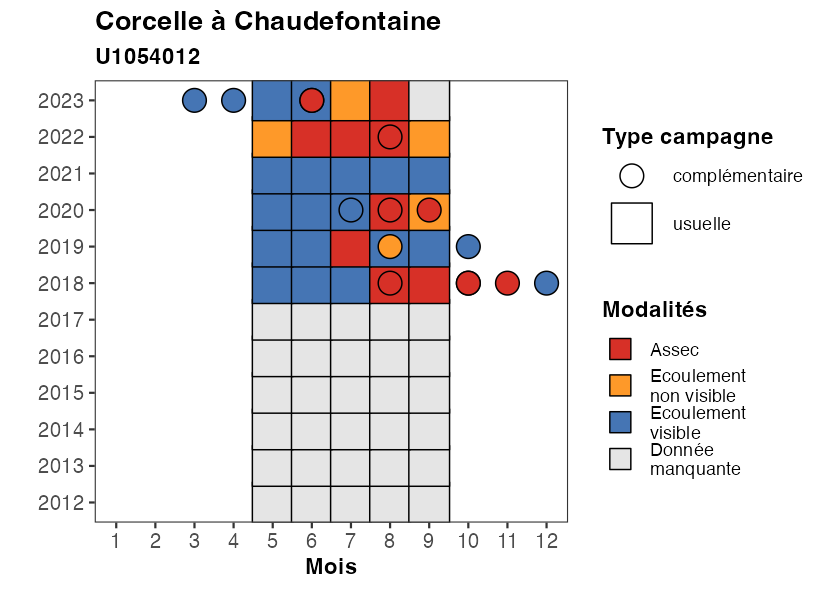 Corcelle à Chaudefontaine
U1054012
2023
2022
2021
2020
2019
2018
2017
2016
2015
2014
2013
2012
1 2 3 4 5 6 7 8 9 10 11 12
Mois
Type campagne
complémentaire
usuelle
Modalités
Assec
Ecoulement
non visible
Ecoulement
visible
Donnée
manquante